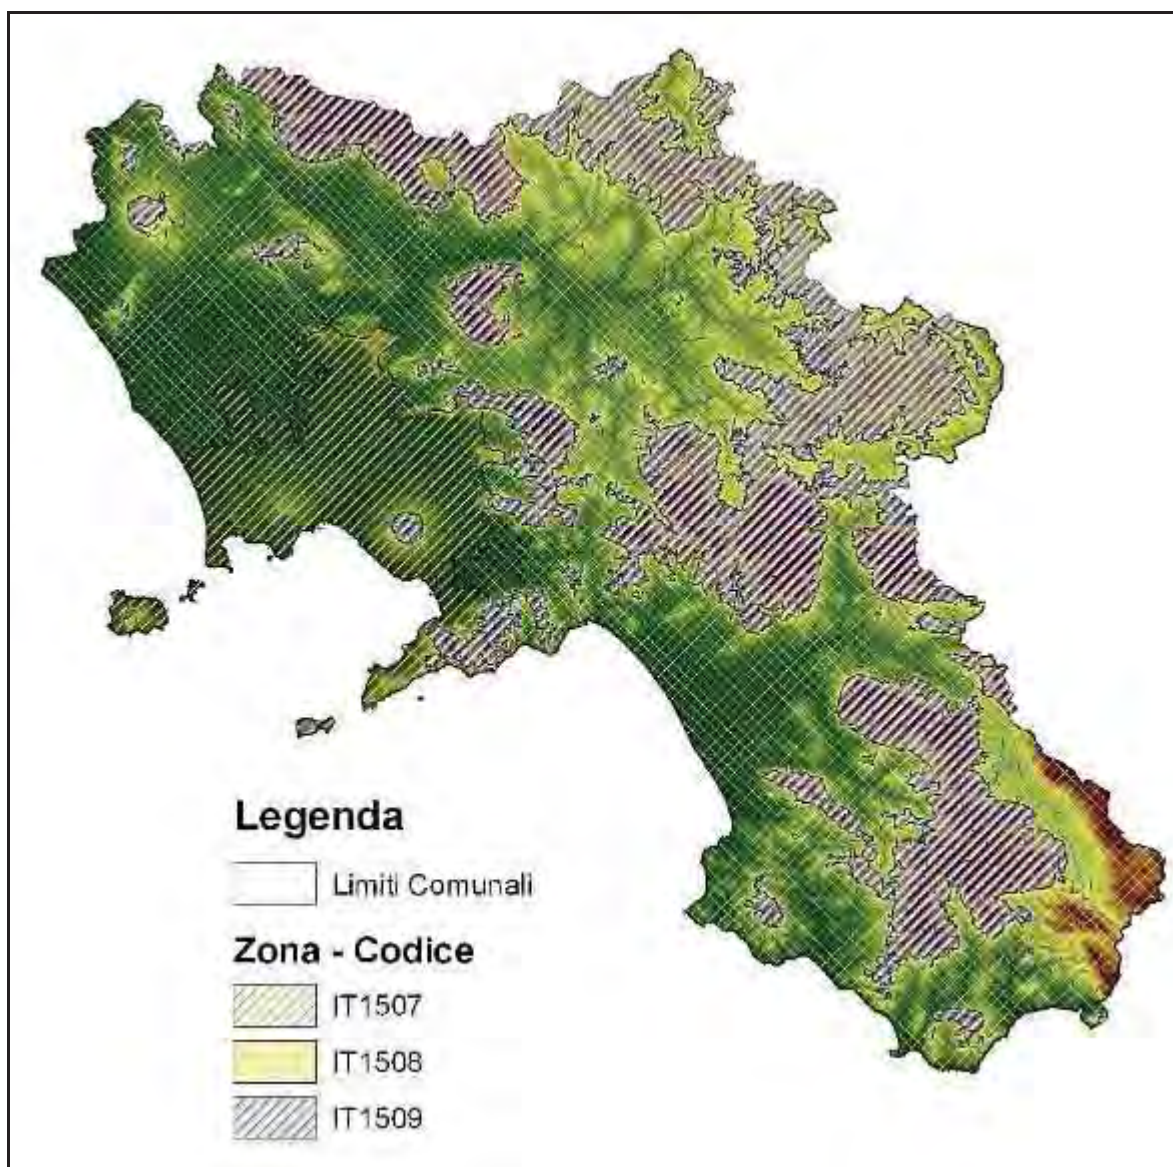 Legenda
Limiti Comunali
Zona - Codice
IT1507
IT1508
IT1509